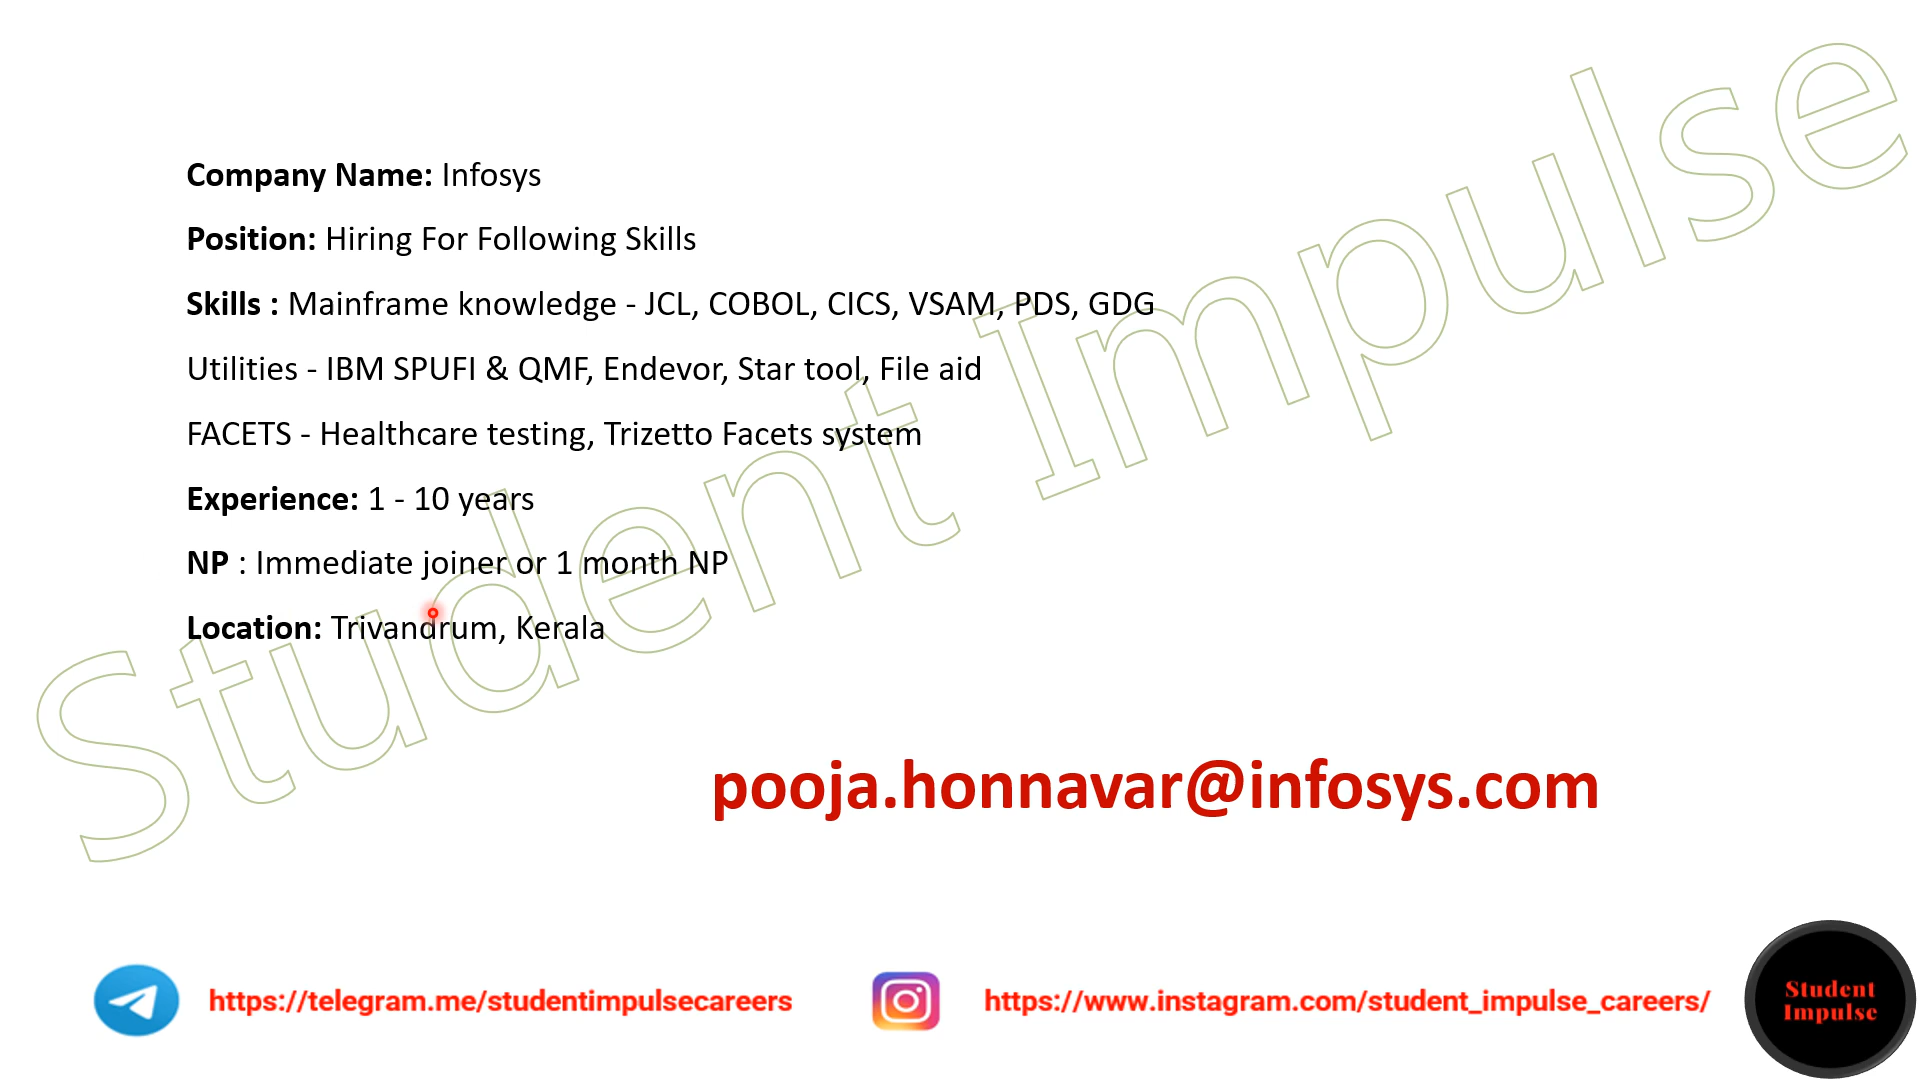 Company Name: Infosys
Position: Hiring For Following Skills
Skills : Mainframe knowledge - JCL, COBOL, CICS, VSAM, PDS, GDG
Utilities - IBM SPUFI & QMF, Endevor, Star tool, File aid
FACETS - Healthcare testing, Trizetto Facets system
Experience: 1 - 10 years
NP : Immediate joiner or 1 month NP
Location: Trivandrum, Kerala
Student Impulse
pooja.honnavar@infosys.com
https://telegram.me/studentimpulsecareers
https://www.instagram.com/student_impulse_careers/
Student
Impulse